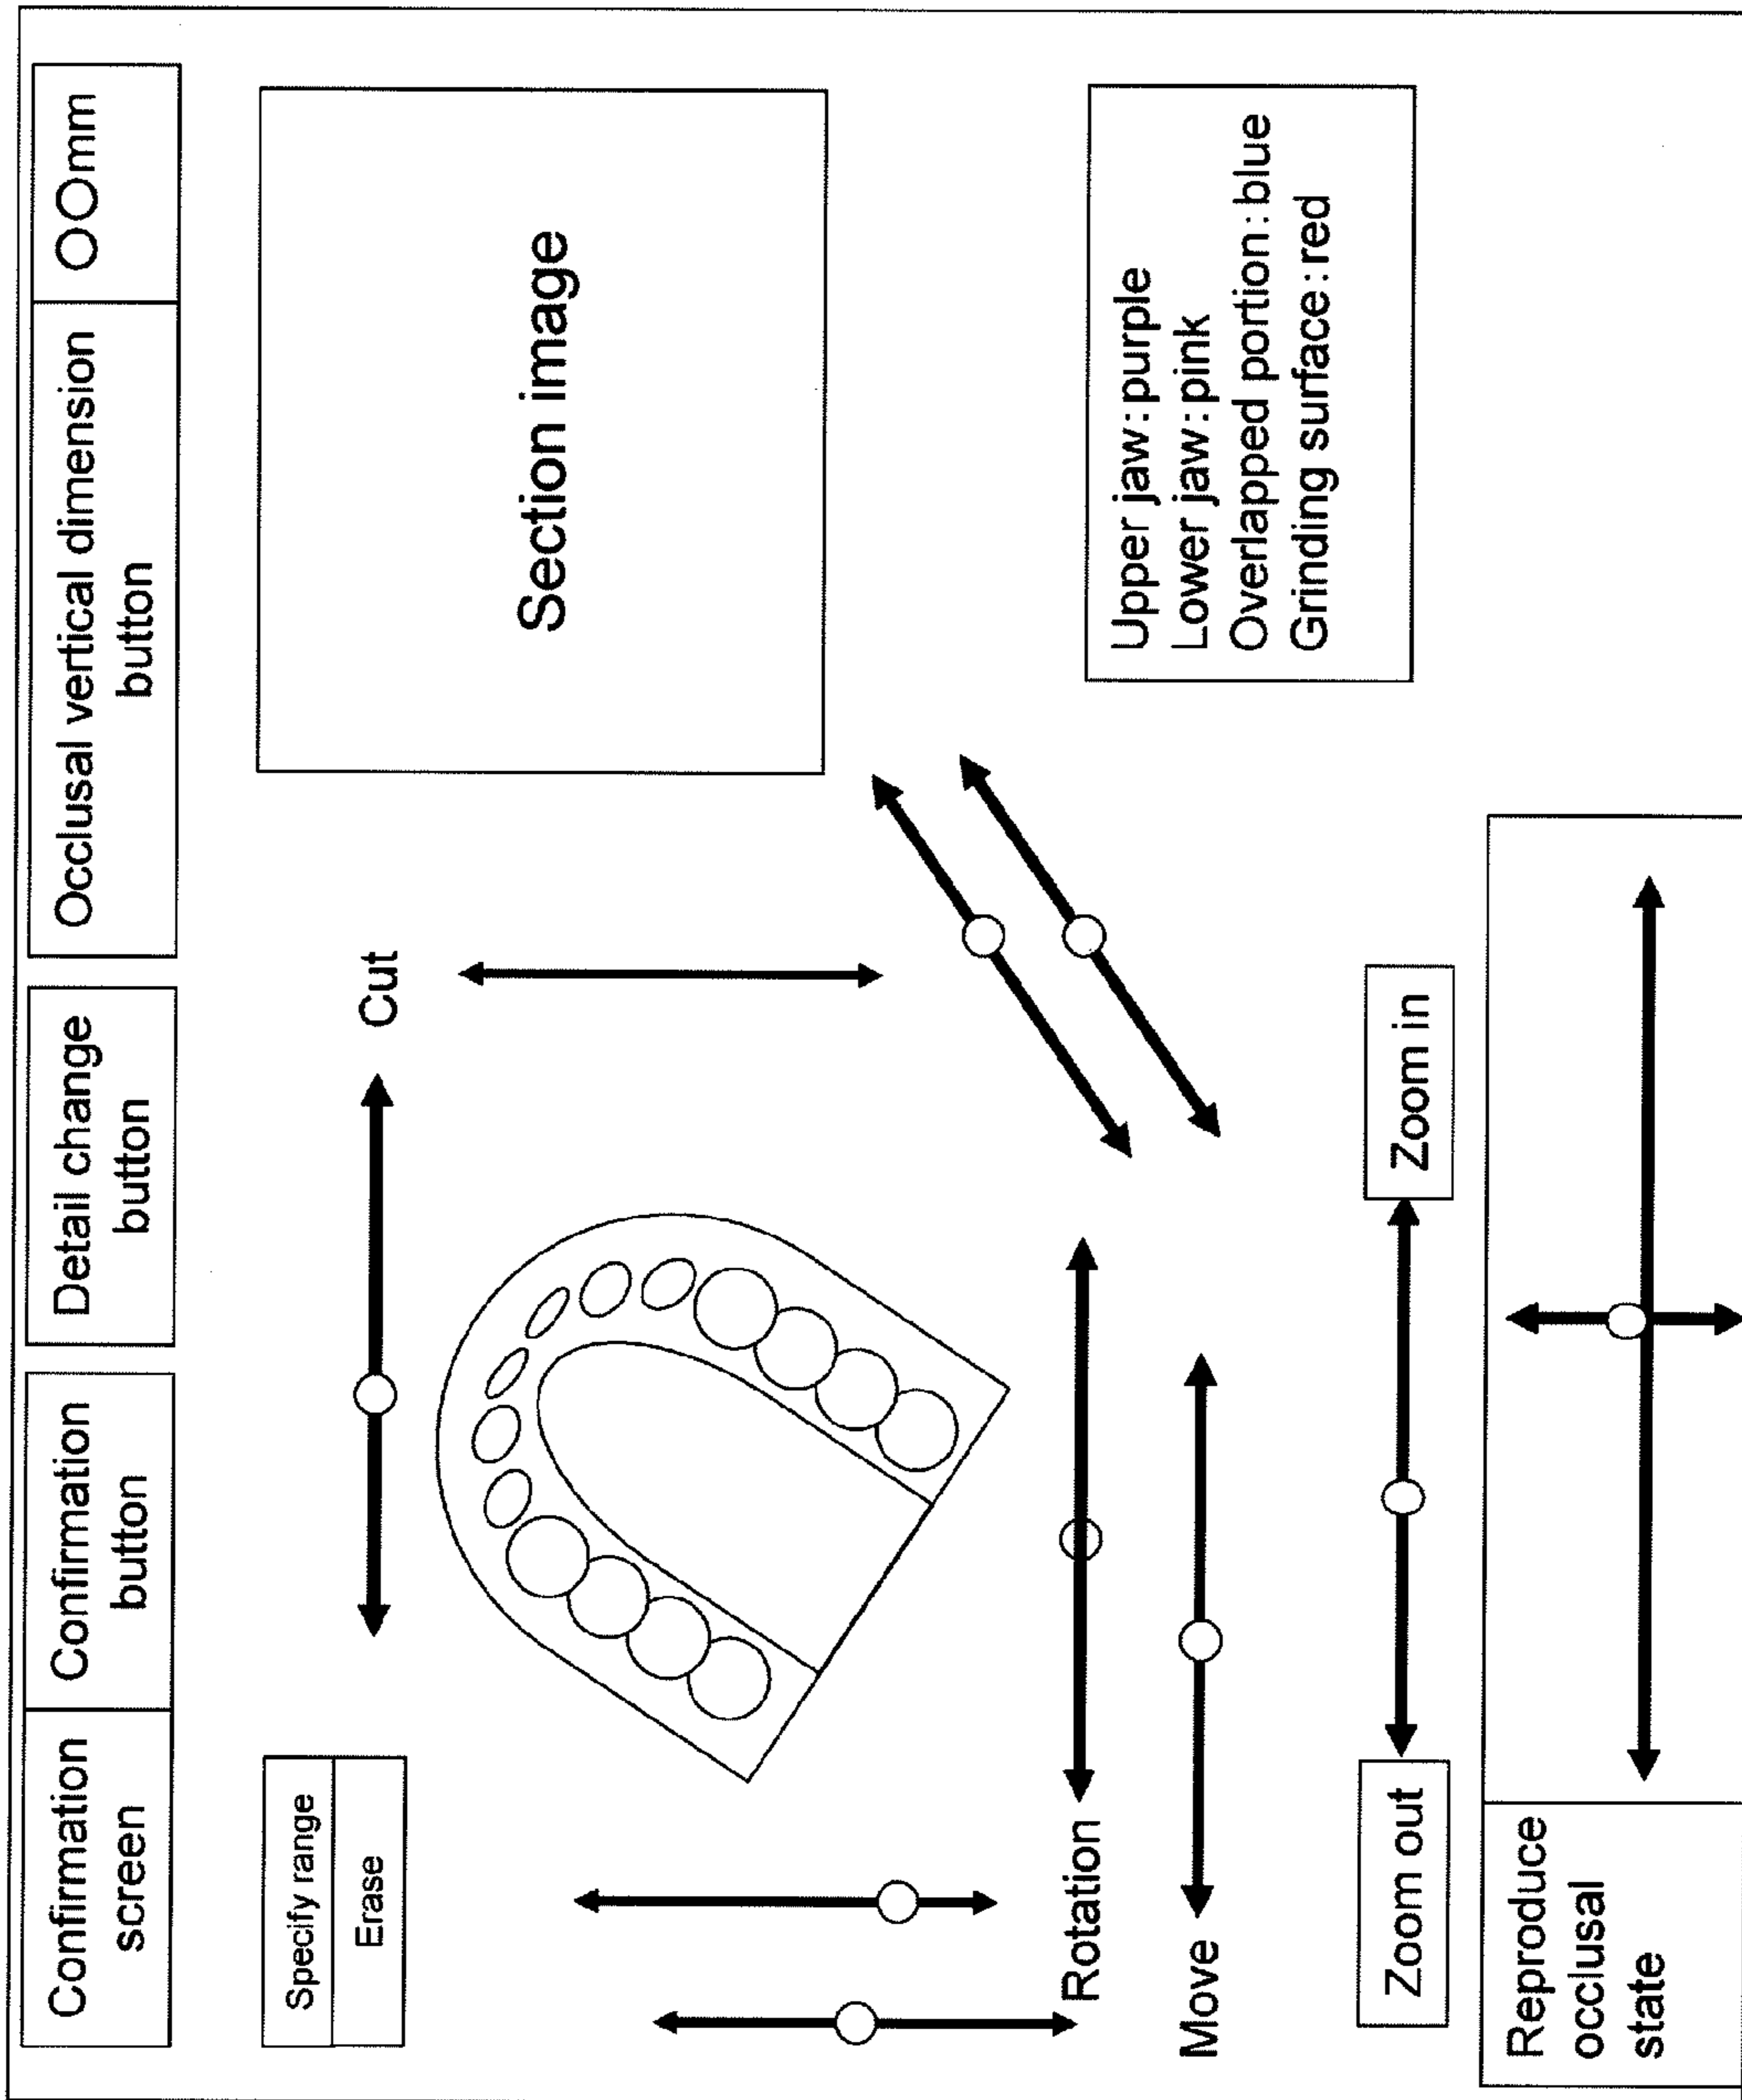 Confirmation
screen
Confirmation
button
Detail change
button
Occlusal vertical dimension
button
○○mm
Specify range
Erase
Cut
Section image
Rotation
Move
Upper jaw:purple
Lower jaw:pink
Overlapped portion:blue
Grinding surface:red
Zoom out
Zoom in
Reproduce
occlusal
state